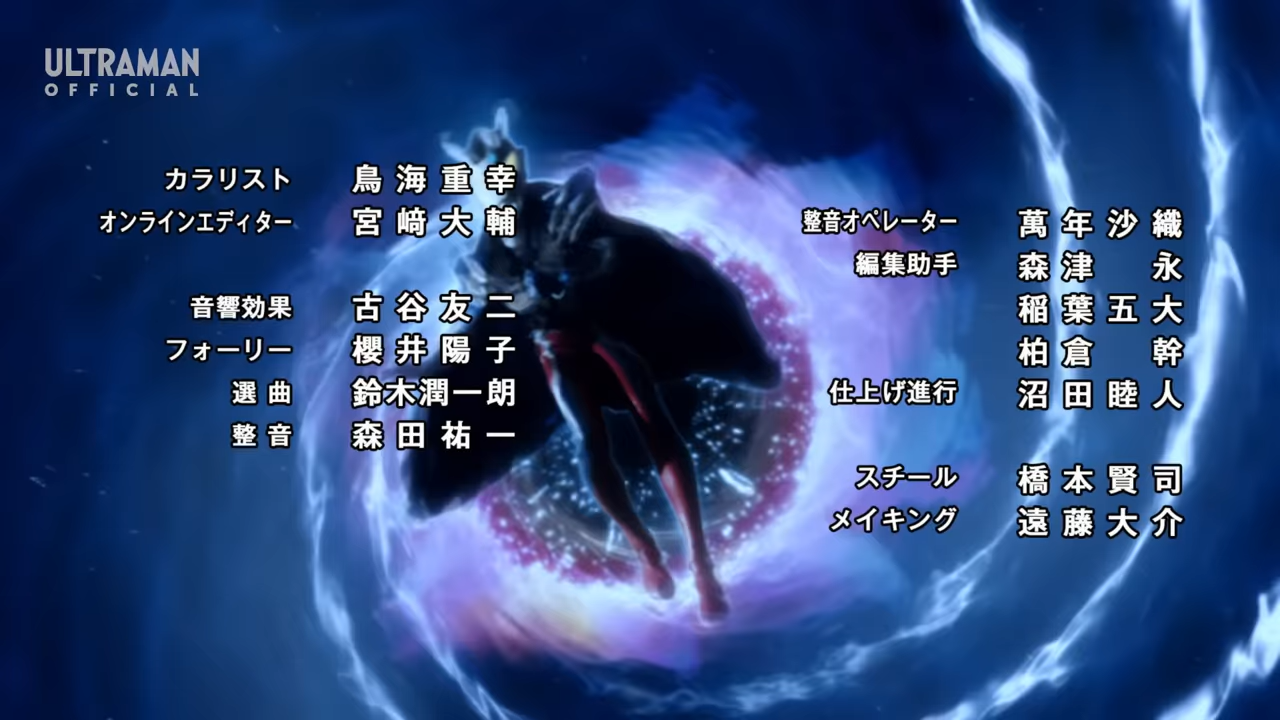 ULTRAMAN
OFFICIAL
カラリスト 鳥海重幸
オンラインエディター 宮﨑大輔
音響効果 古谷友二
フォーリー 櫻井陽子
選曲 鈴木潤一朗
整音 森田祐一
整音オペレーター 萬年沙織
編集助手 森津永
稲葉五大
柏倉幹
仕上げ進行 沼田睦人
スチール 橋本賢司
メイキング 遠藤大介